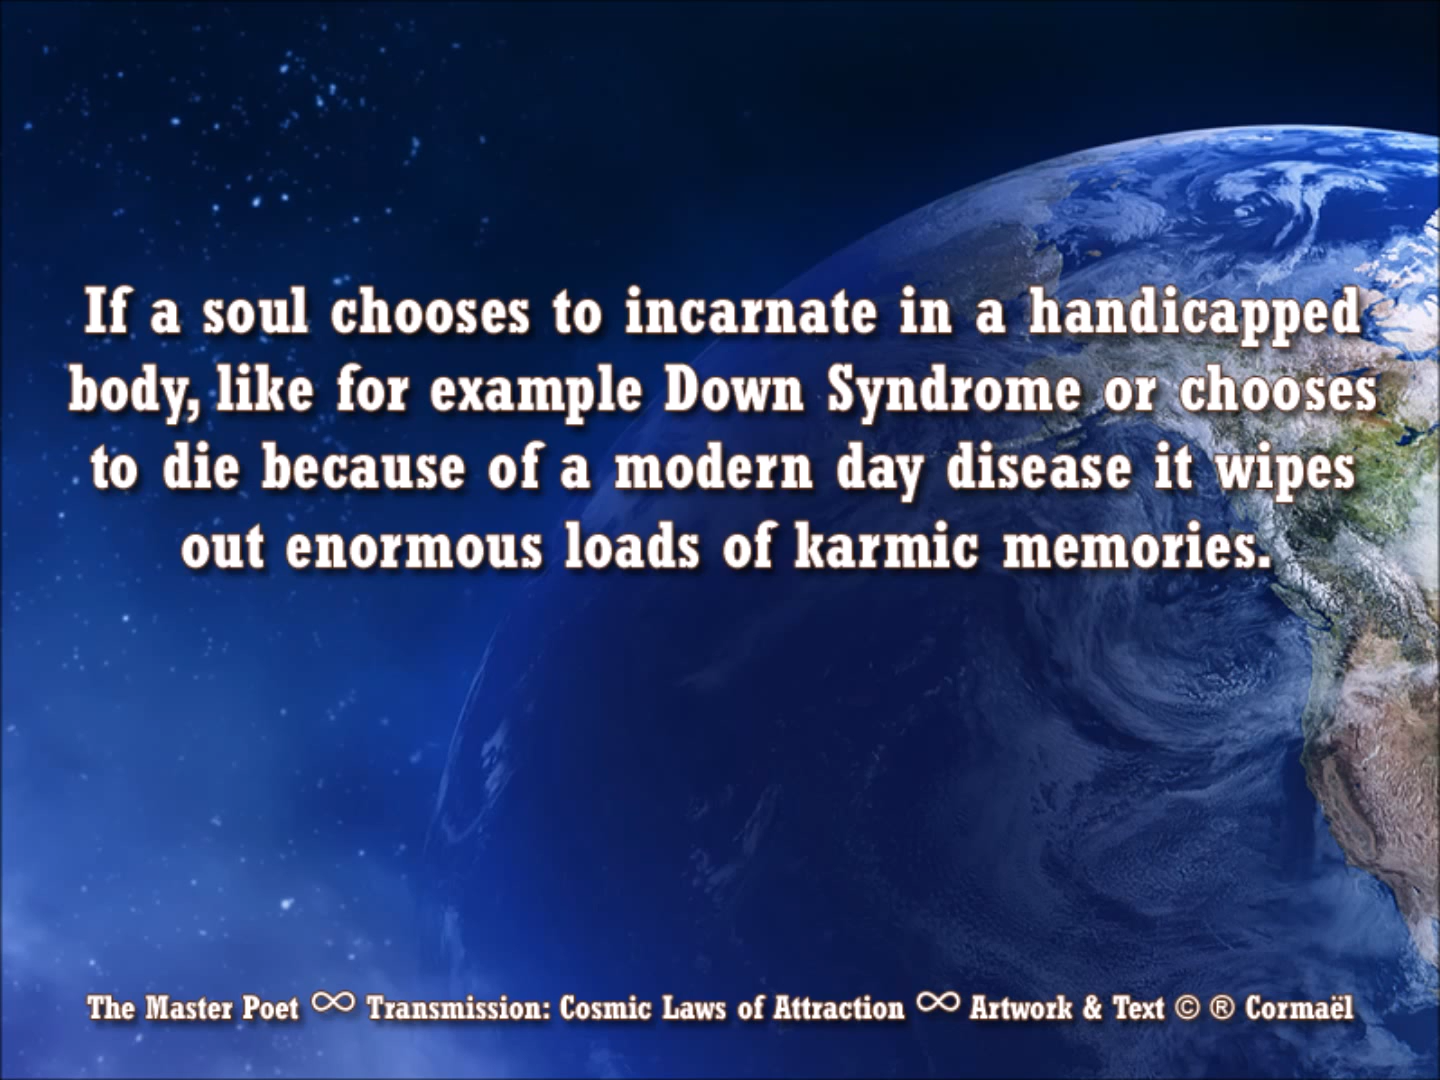 If a soul chooses to incarnate in a handicapped
body, like for example Down Syndrome or chooses
to die because of a modern day disease it wipes
out enormous loads of karmic memories.
The Master Poet ∞ Transmission: Cosmic Laws of Attraction ∞ Artwork & Text © ® Cormaël